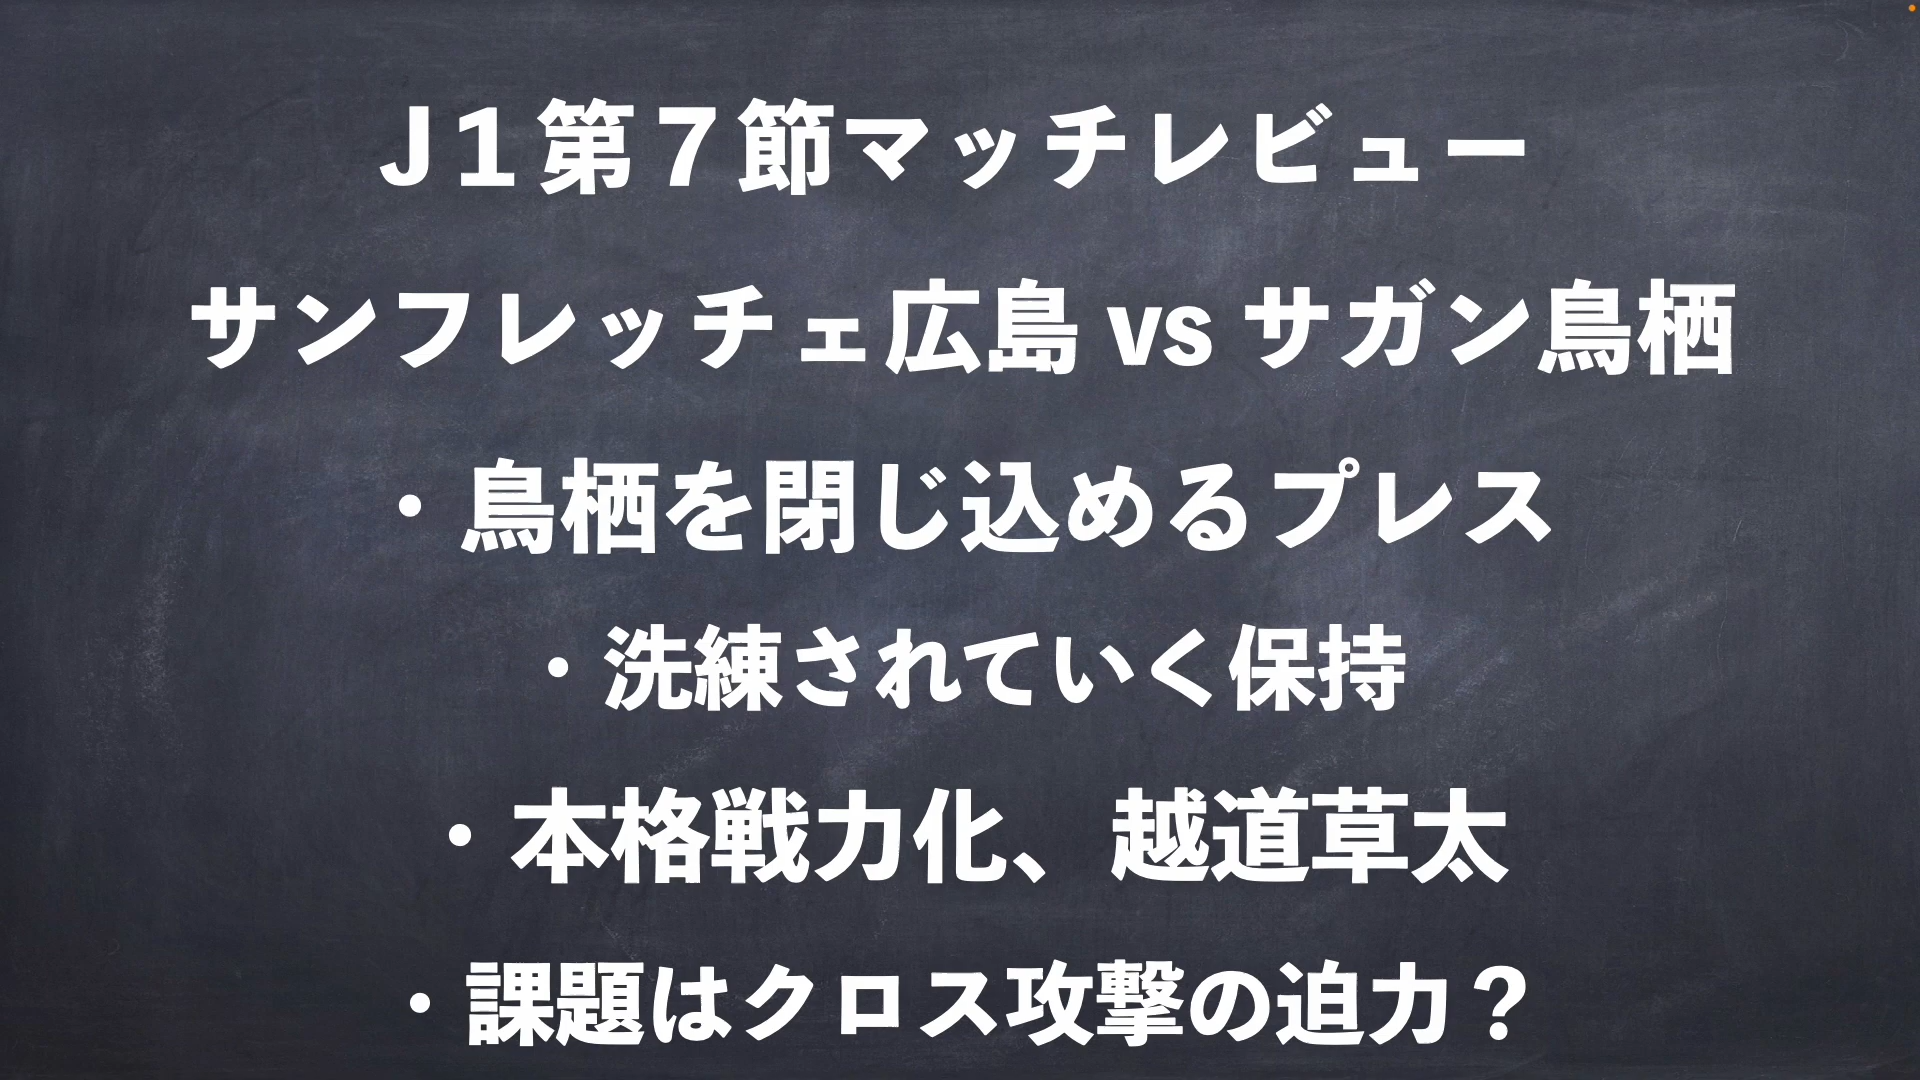 J１第７節マッチレビュー
サンフレッチェ広島 vs サガン鳥栖
・鳥栖を閉じ込めるプレス
・洗練されていく保持
・本格戦力化、越道草太
・課題はクロス攻撃の迫力？